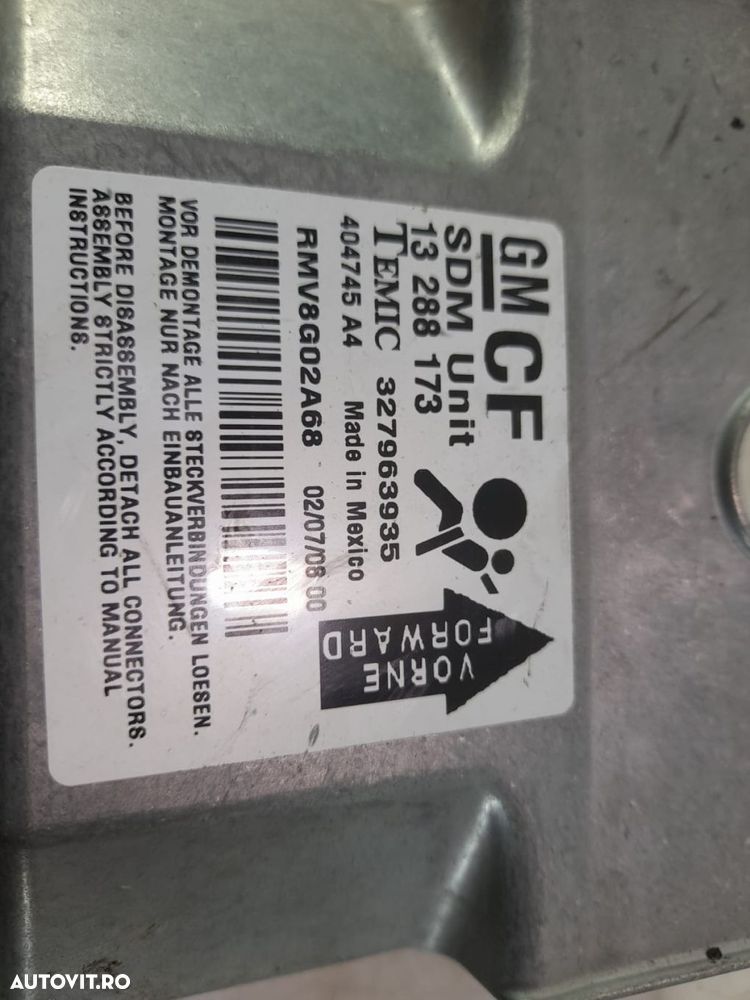 GM CF
SDM Unit
13 288 173
TEMIC 327963935
404745 A4 Made in Mexico
RMV8G02A68 02/07/08 00
VOR DEMONTAGE ALLE STECKVERBINDUNGEN LOESEN.
MONTAGE NUR NACH EINBAUANLEITUNG.
BEFORE DISASSEMBLY, DETACH ALL CONNECTORS.
ASSEMBLY STRICTLY ACCORDING TO MANUAL
INSTRUCTIONS.
VORNE
FORWARD
AUTOVIT.RO